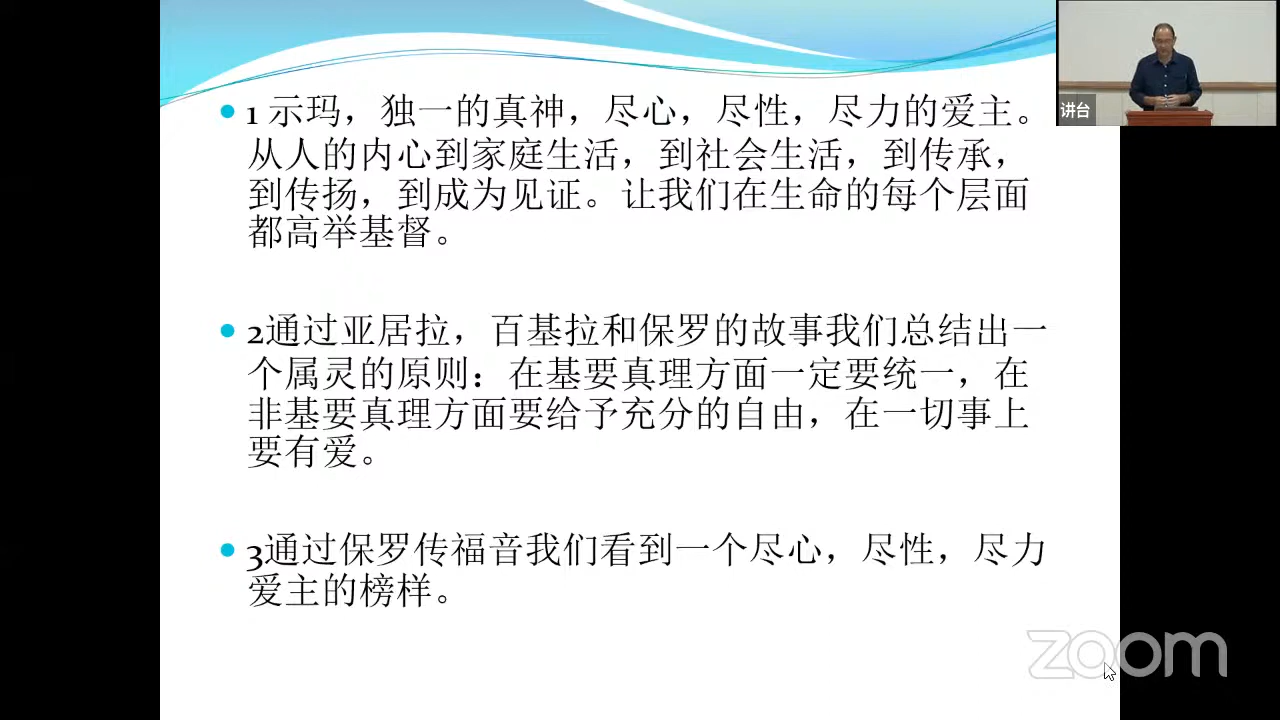 1 示玛，独一的真神，尽心，尽性，尽力的爱主。
从人的内心到家庭生活，到社会生活，到传承，
到传扬，到成为见证。让我们在生命的每个层面
都高举基督。
2通过亚居拉，百基拉和保罗的故事我们总结出一
个属灵的原则：在基要真理方面一定要统一，在
非基要真理方面要给予充分的自由，在一切事上
要有爱。
3通过保罗传福音我们看到一个尽心，尽性，尽力
爱主的榜样。
讲台
zoom